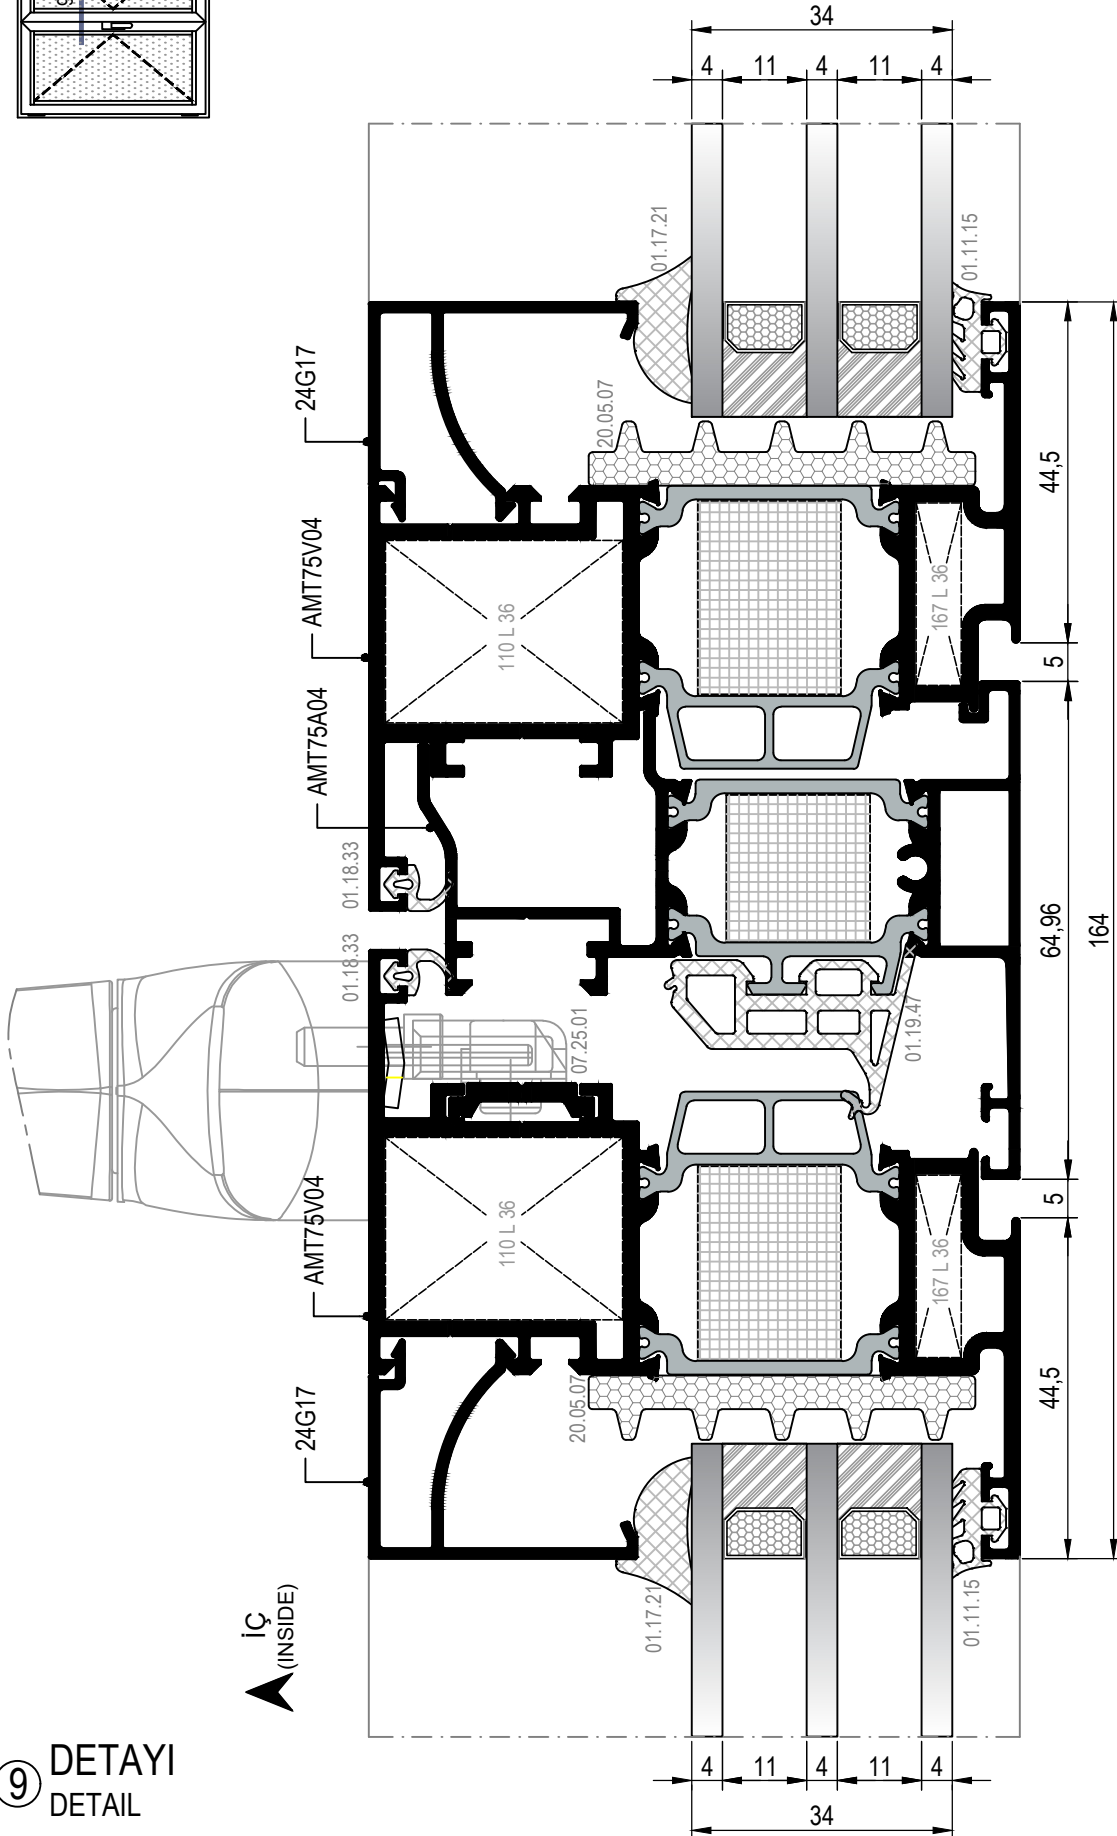 34
4 11 4 11 4
01.17.21
01.11.15
24G17
20.05.07
44,5
AMT75V04
110 L 36
167 L 36
5
AMT75A04
01.18.33
64,96
164
01.18.33
07.25.01
01.19.47
AMT75V04
110 L 36
167 L 36
5
24G17
20.05.07
44,5
01.17.21
01.11.15
İÇ
(INSIDE)
9 DETAYI
DETAIL
4 11 4 11 4
34